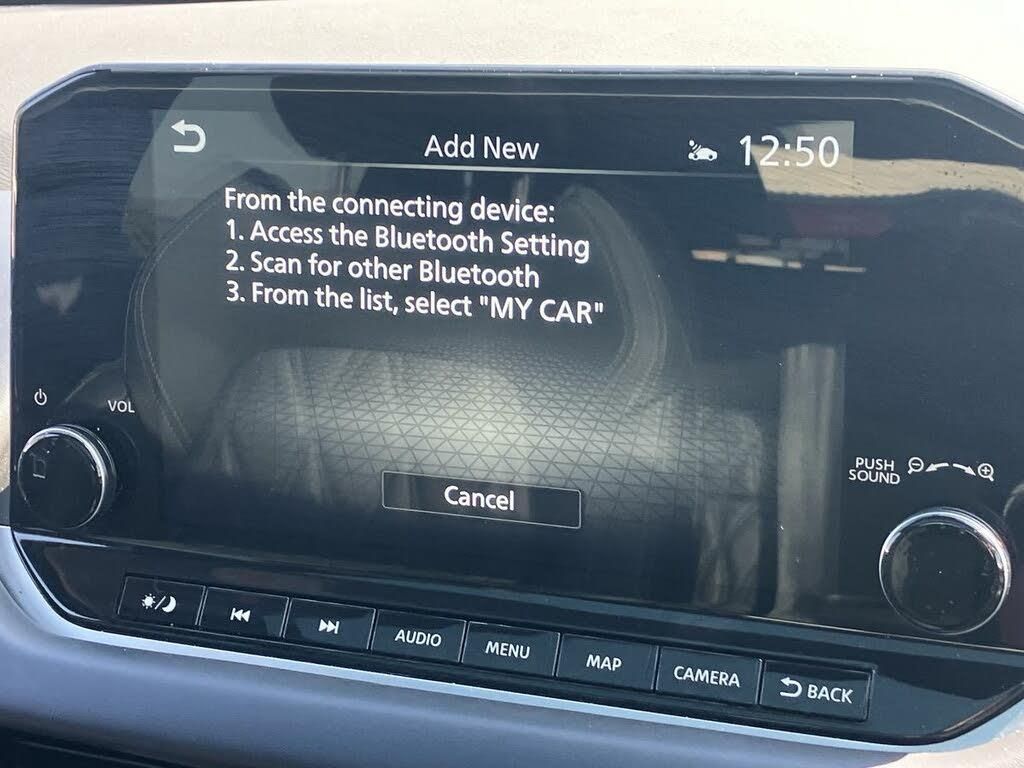 Add New
12:50
From the connecting device:
1. Access the Bluetooth Setting
2. Scan for other Bluetooth
3. From the list, select "MY CAR"
VOL
PUSH
SOUND
Cancel
AUDIO
MENU
MAP
CAMERA
BACK